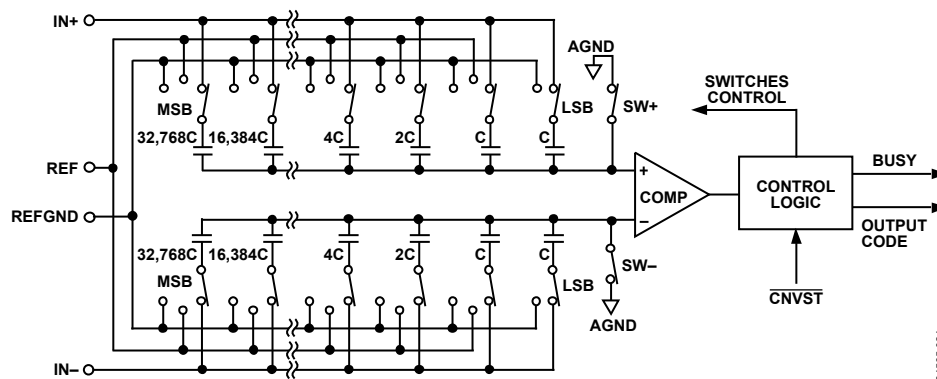 IN+
AGND
SWITCHES
CONTROL
MSB
LSB
SW+
32,768C 16,384C 4C 2C C C
BUSY
REF
+
COMP
–
CONTROL
LOGIC
REFGND
OUTPUT
CODE
32,768C 16,384C 4C 2C C C
SW–
MSB
LSB
CNVST
AGND
IN–